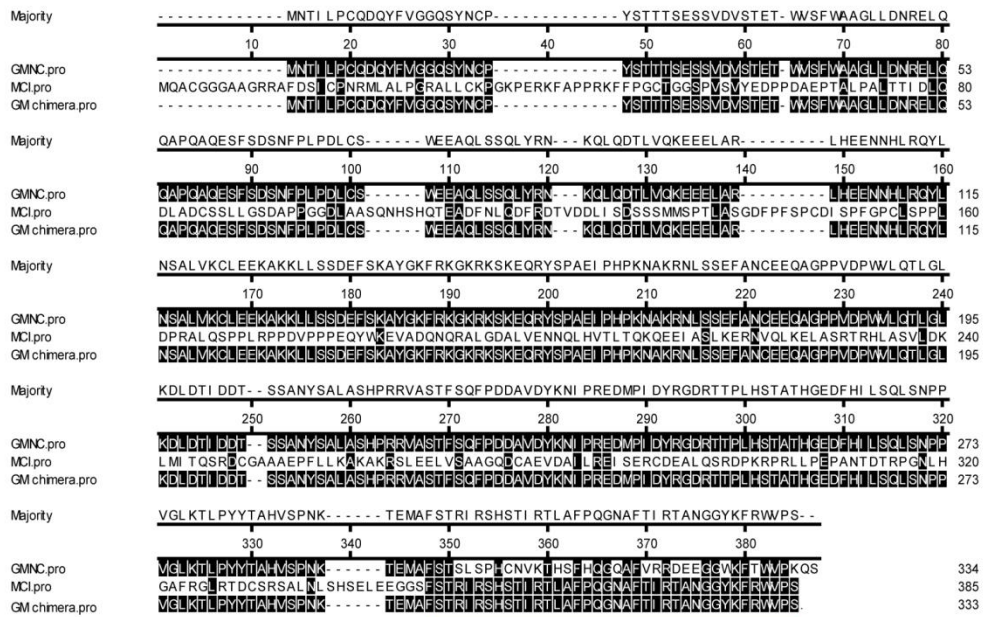 Majority - - - - - - - - - - - - - MNTILPCQDQYFVGGQSYNCP - - - - - - - - - - - - - YSTTTSESSVDVSTET- WVSFWAAGLLDNRELQ
10 20 30 40 50 60 70 80
GMNC.pro - - - - - - - - - - - - - MNTILPCQDQYFVGGQSYNCP - - - - - - - - - - - - - YSTTTSESSVDVSTET- WVSFWAAGLLDNRELQ 53
MCI.pro MQACGGGAAGRRAFDSICPNRMLALPGRALLCKPGKPERKFAPPRKFFPGCTGGSPVSVYEDPPDAEPTALPALTTIDLQ 80
GM chimera.pro - - - - - - - - - - - - - MNTILPCQDQYFVGGQSYNCP - - - - - - - - - - - - - YSTTTSESSVDVSTET- WVSFWAAGLLDNRELQ 53
Majority QAPQAQESFSDSNFPLPDLCS- - - - - - WEEAQLSSQLYRN- - - KQLQDTLVQKEEELAR- - - - - - - - - LHEENNHLRQYL
90 100 110 120 130 140 150 160
GMNC.pro QAPQAQESFSDSNFPLPDLCS- - - - - - WEEAQLSSQLYRN- - - KQLQDTLVQKEEELAR- - - - - - - - - LHEENNHLRQYL 115
MCI.pro DLADCSSLLGSDAPPGGDLAASQNHSHQTEADFNLQDFRDTVDDLISDSSSMMSPTLASGDFPFSPCDISPFGPCLSPPL 160
GM chimera.pro QAPQAQESFSDSNFPLPDLCS- - - - - - WEEAQLSSQLYRN- - - KQLQDTLVQKEEELAR- - - - - - - - - LHEENNHLRQYL 115
Majority NSALVKCLEEKAKKLLSSDEFSKAYGKFRKGKRKSKEQRYSPAEIPHPKNAKRNLSSEFANCEEQAGPPVDPWVLQTLGL
170 180 190 200 210 220 230 240
GMNC.pro NSALVKCLEEKAKKLLSSDEFSKAYGKFRKGKRKSKEQRYSPAEIPHPKNAKRNLSSEFANCEEQAGPPVDPWVLQTLGL 195
MCI.pro DPRALQSPPLRPPDVPPPEQYWKEVADQNQRALGDALVENNQLHVTLTQKQEEIASLKERNVQLKELASRTRHLASVLDK 240
GM chimera.pro NSALVKCLEEKAKKLLSSDEFSKAYGKFRKGKRKSKEQRYSPAEIPHPKNAKRNLSSEFANCEEQAGPPVDPWVLQTLGL 195
Majority KDLDTIDDT- - SSANYSALASHPRRVASTFSQFPDDAVDYKNIPREDMPIDYRGDRTTPLHSTATHGEDFHILSQLSNPP
250 260 270 280 290 300 310 320
GMNC.pro KDLDTIDDT- - SSANYSALASHPRRVASTFSQFPDDAVDYKNIPREDMPIDYRGDRTTPLHSTATHGEDFHILSQLSNPP 273
MCI.pro LMITQSRDCGAAAEPFLLKAKAKRSLEELVSAAGQDCAEVDAILREISERCDEALQSRDPKRPRLLPEPANTDTRPGNLH 320
GM chimera.pro KDLDTIDDT- - SSANYSALASHPRRVASTFSQFPDDAVDYKNIPREDMPIDYRGDRTTPLHSTATHGEDFHILSQLSNPP 273
Majority VGLKTLPYYTAHVSPNK- - - - - - TEMAFSTRIRSHSTIRTLAFPQGNAFTIRTANGGYKFRWVPS- -
330 340 350 360 370 380
GMNC.pro VGLKTLPYYTAHVSPNK- - - - - - TEMAFSTSLSPHCNVKTHSFHQGQAFVRRDEEGGWKFTWVPKQS 334
MCI.pro GAFRGLRTDCSRSALNLSHSELEEGGSFSTRIRSHSTIRTLAFPQGNAFTIRTANGGYKFRWVPS 385
GM chimera.pro VGLKTLPYYTAHVSPNK- - - - - - TEMAFSTRIRSHSTIRTLAFPQGNAFTIRTANGGYKFRWVPS. 333